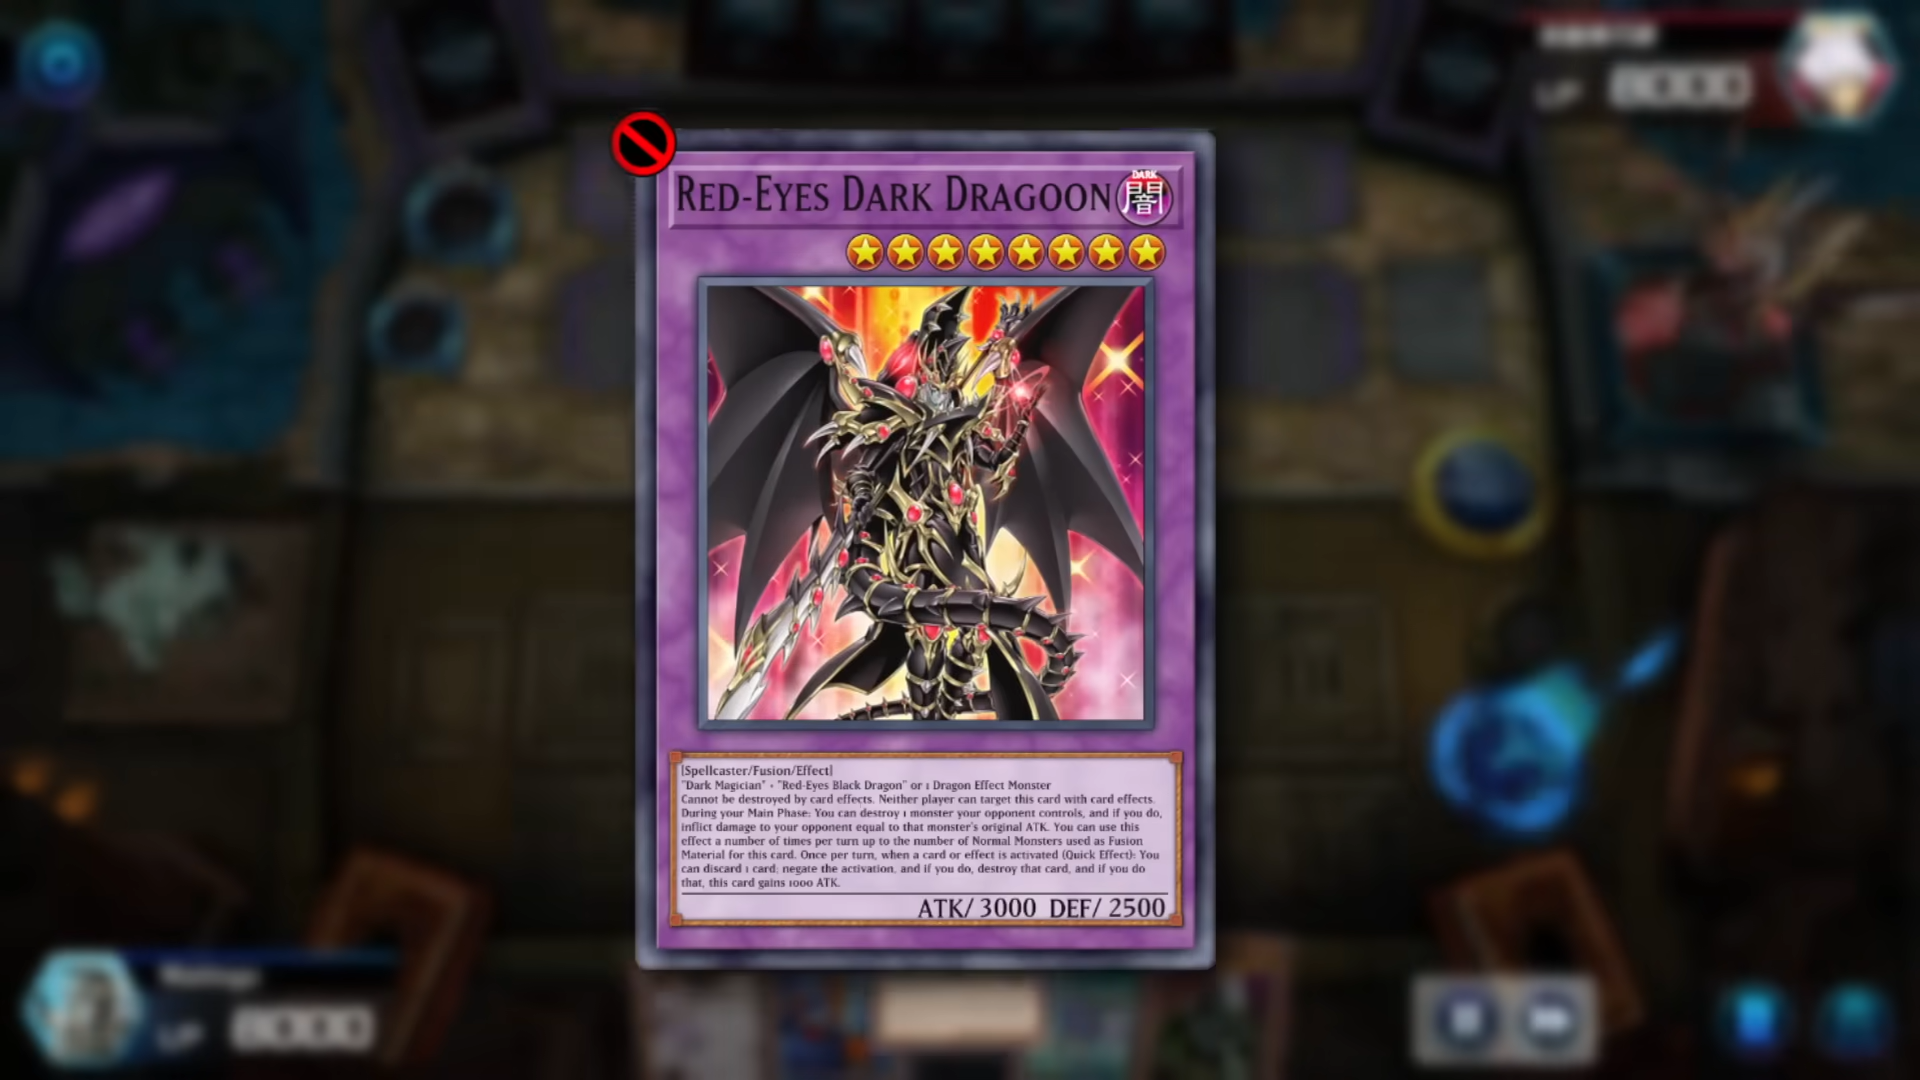 RED-EYES DARK DRAGOON
DARK
闇
[Spellcaster/Fusion/Effect]
"Dark Magician" + "Red-Eyes Black Dragon" or 1 Dragon Effect Monster
Cannot be destroyed by card effects. Neither player can target this card with card effects.
During your Main Phase: You can destroy 1 monster your opponent controls, and if you do,
inflict damage to your opponent equal to that monster's original ATK. You can use this
effect a number of times per turn up to the number of Normal Monsters used as Fusion
Material for this card. Once per turn, when a card or effect is activated (Quick Effect): You
can discard 1 card; negate the activation, and if you do, destroy that card, and if you do
that, this card gains 1000 ATK.
ATK/ 3000 DEF/ 2500
LP 8000
LP 8000